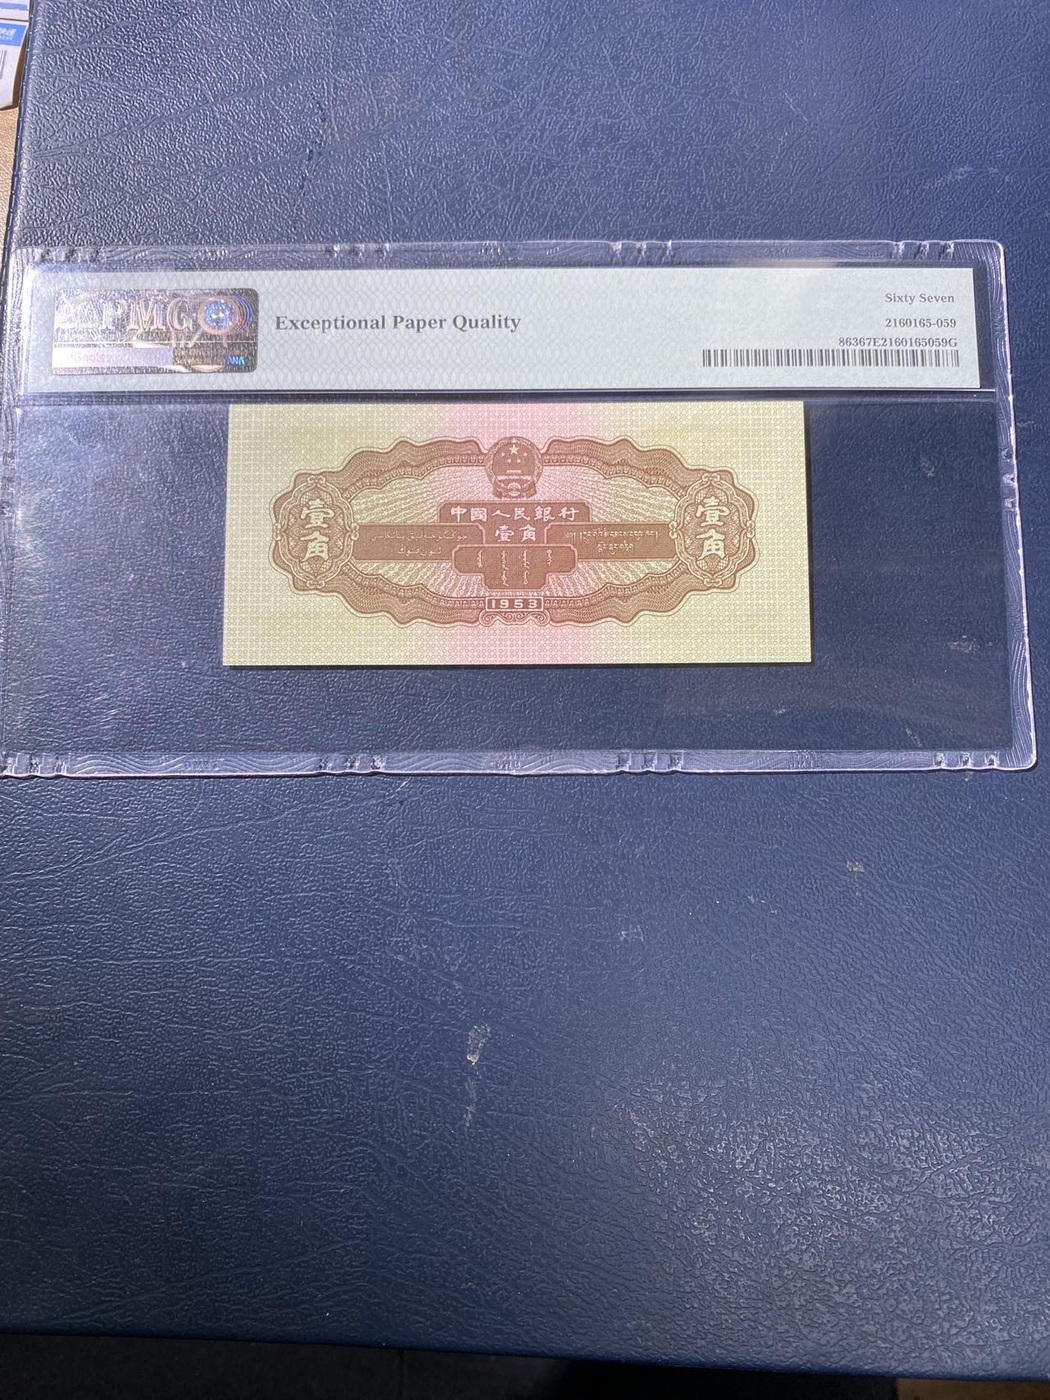 PMG
Exceptional Paper Quality
Sixty Seven
2160165-059
86367E2160165059G
中國人民銀行
壹角
壹角
壹角
1953